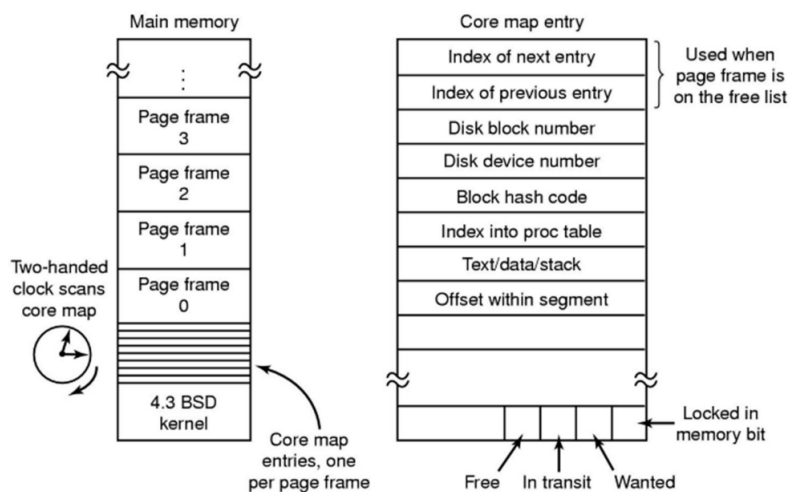 Main memory
Page frame
3
Page frame
2
Page frame
1
Page frame
0
4.3 BSD
kernel
Two-handed
clock scans
core map
Core map
entries, one
per page frame
Core map entry
Index of next entry
Index of previous entry
Disk block number
Disk device number
Block hash code
Index into proc table
Text/data/stack
Offset within segment
Used when
page frame is
on the free list
Locked in
memory bit
Free
In transit
Wanted